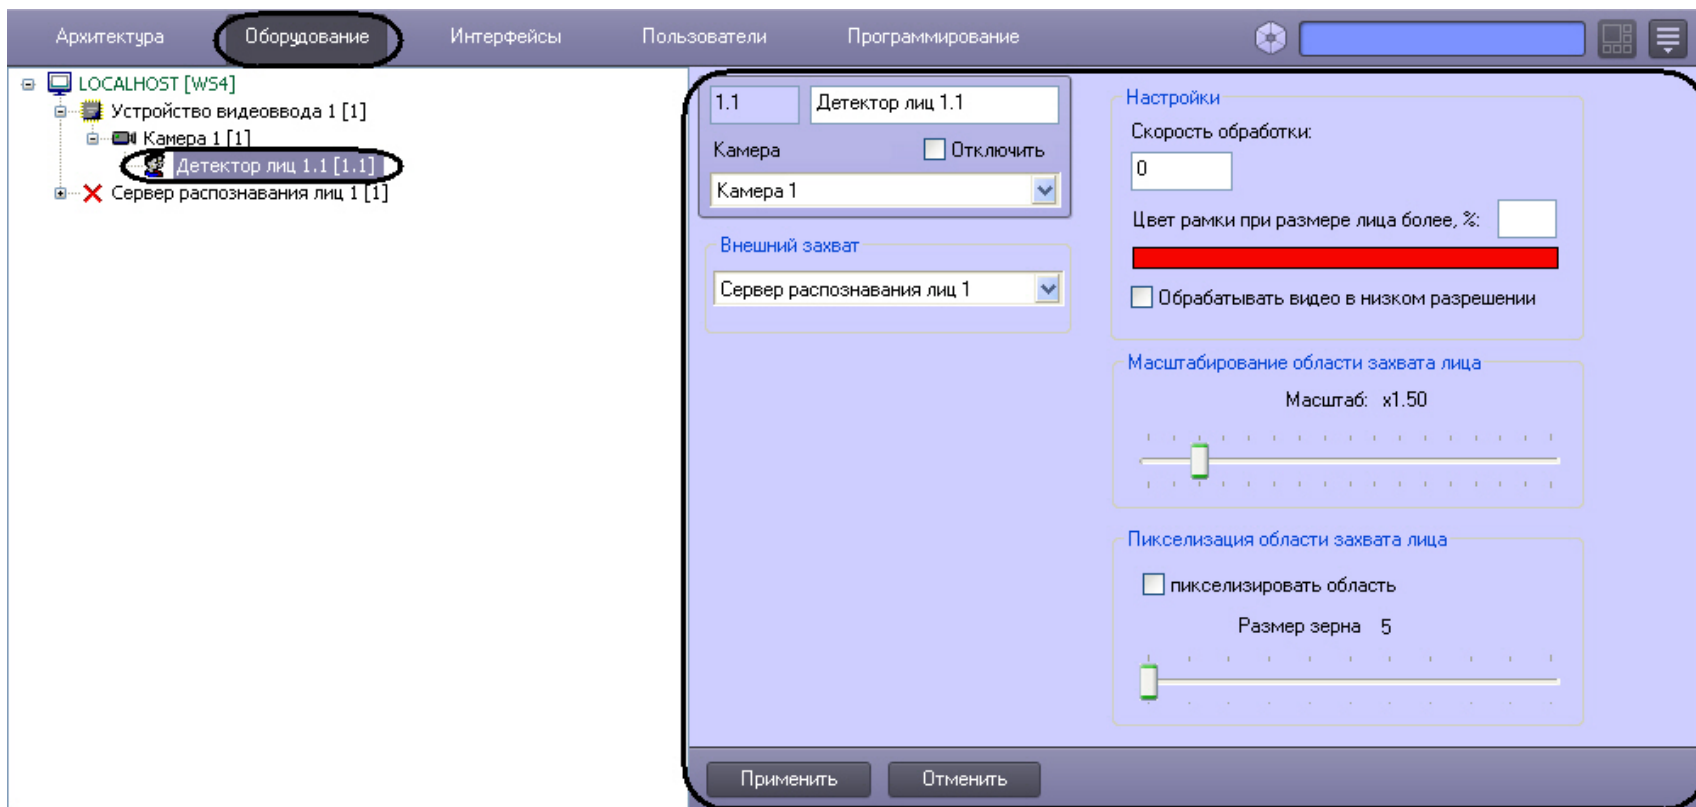 Архитектура Оборудование Интерфейсы Пользователи Программирование
LOCALHOST [WS4]
Устройство видеоввода 1 [1]
Камера 1 [1]
Детектор лиц 1.1 [1.1]
Сервер распознавания лиц 1 [1]
1.1 Детектор лиц 1.1
Камера Отключить
Камера 1
Внешний захват
Сервер распознавания лиц 1
Настройки
Скорость обработки:
0
Цвет рамки при размере лица более, %:
Обрабатывать видео в низком разрешении
Масштабирование области захвата лица
Масштаб: x1.50
Пикселизация области захвата лица
пикселизировать область
Размер зерна 5
Применить Отменить